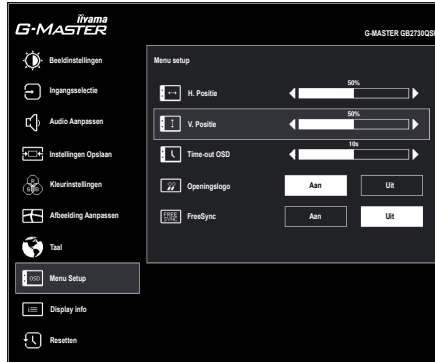 iiyama
G-MASTER
G-MASTER GB2730QS
Beeldinstellingen
Menu setup
50%
Ingangsselectie
H. Positie
50%
Audio Aanpassen
V. Positie
10s
Instellingen Opslaan
Time-out OSD
Kleurinstellingen
Openingslogo
Aan
Uit
Afbeelding Aanpassen
FREE SYNC
FreeSync
Aan
Uit
Taal
OSD
Menu Setup
Display info
Resetten